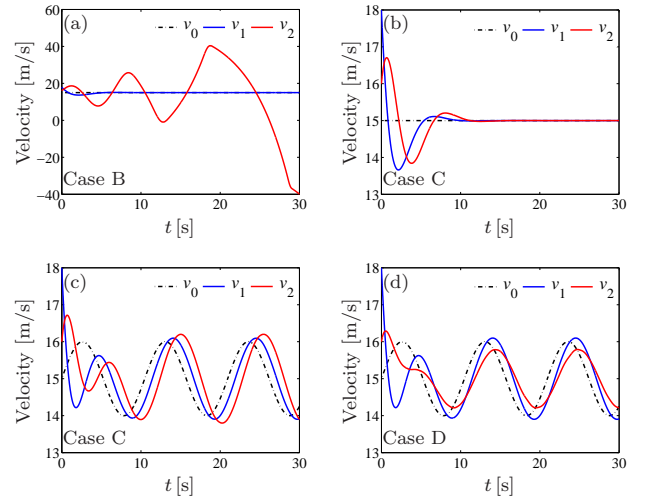 (a) v0 v1 v2
Velocity [m/s]
40
20
0
−20
−40
Case B
0 10 20 30
t [s]
(b) v0 v1 v2
Velocity [m/s]
18
17
16
15
14
13
Case C
0 10 20 30
t [s]
(c) v0 v1 v2
Velocity [m/s]
18
17
16
15
14
13
Case C
0 10 20 30
t [s]
(d) v0 v1 v2
Velocity [m/s]
18
17
16
15
14
13
Case D
0 10 20 30
t [s]